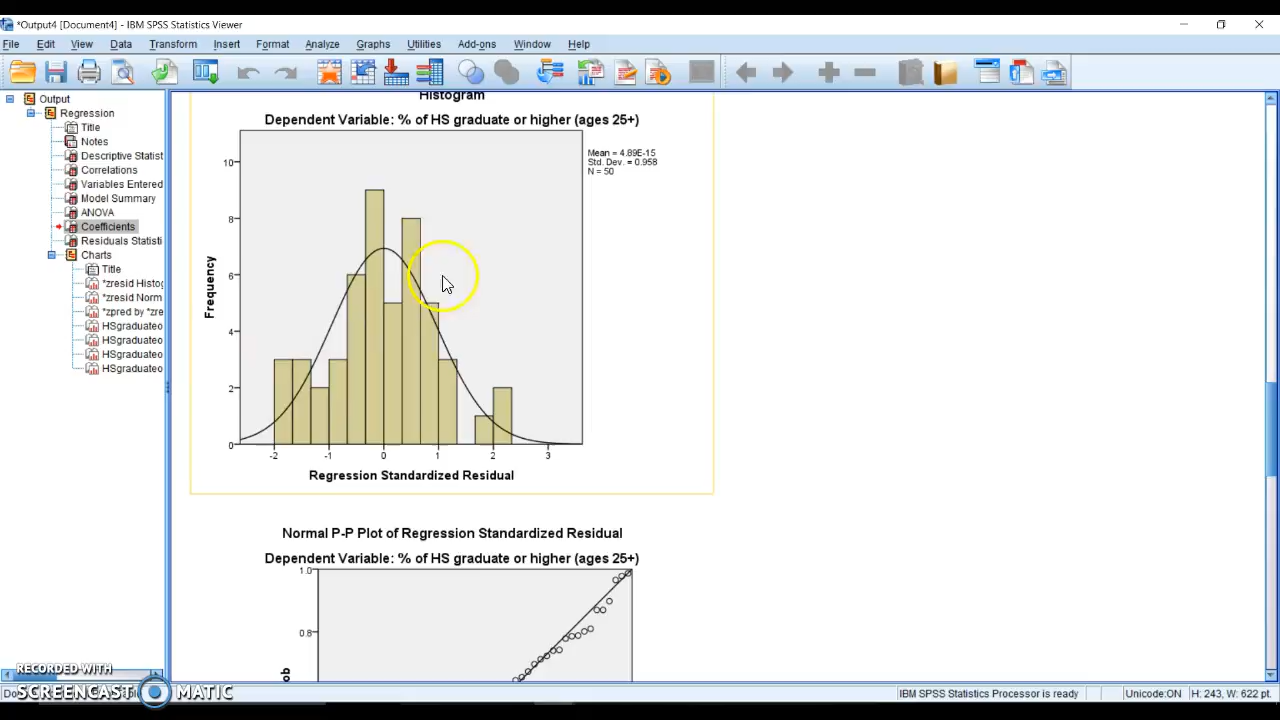 *Output4 [Document4] - IBM SPSS Statistics Viewer
File Edit View Data Transform Insert Format Analyze Graphs Utilities Add-ons Window Help
Output
Regression
Title
Notes
Descriptive Statist
Correlations
Variables Entered
Model Summary
ANOVA
Coefficients
Residuals Statisti
Charts
Title
*zresid Histog
*zresid Norm
*zpred by *zre
HSgraduateo
HSgraduateo
HSgraduateo
HSgraduateo
Histogram
Dependent Variable: % of HS graduate or higher (ages 25+)
Mean = 4.89E-15
Std. Dev. = 0.958
N = 50
Frequency
10
8
6
4
2
0
-2 -1 0 1 2 3
Regression Standardized Residual
Normal P-P Plot of Regression Standardized Residual
Dependent Variable: % of HS graduate or higher (ages 25+)
1.0
0.8
ob
RECORDED WITH
SCREENCAST MATIC
IBM SPSS Statistics Processor is ready Unicode:ON H: 243, W: 622 pt.